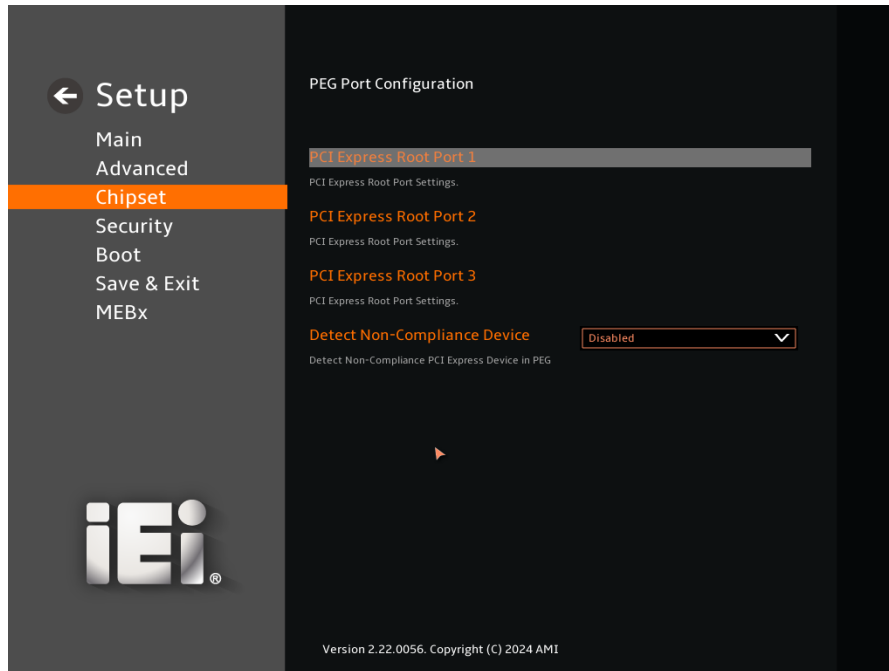 Setup
Main
Advanced
Chipset
Security
Boot
Save & Exit
MEBx
iEi®
PEG Port Configuration
PCI Express Root Port 1
PCI Express Root Port Settings.
PCI Express Root Port 2
PCI Express Root Port Settings.
PCI Express Root Port 3
PCI Express Root Port Settings.
Detect Non-Compliance Device Disabled
Detect Non-Compliance PCI Express Device in PEG
Version 2.22.0056. Copyright (C) 2024 AMI